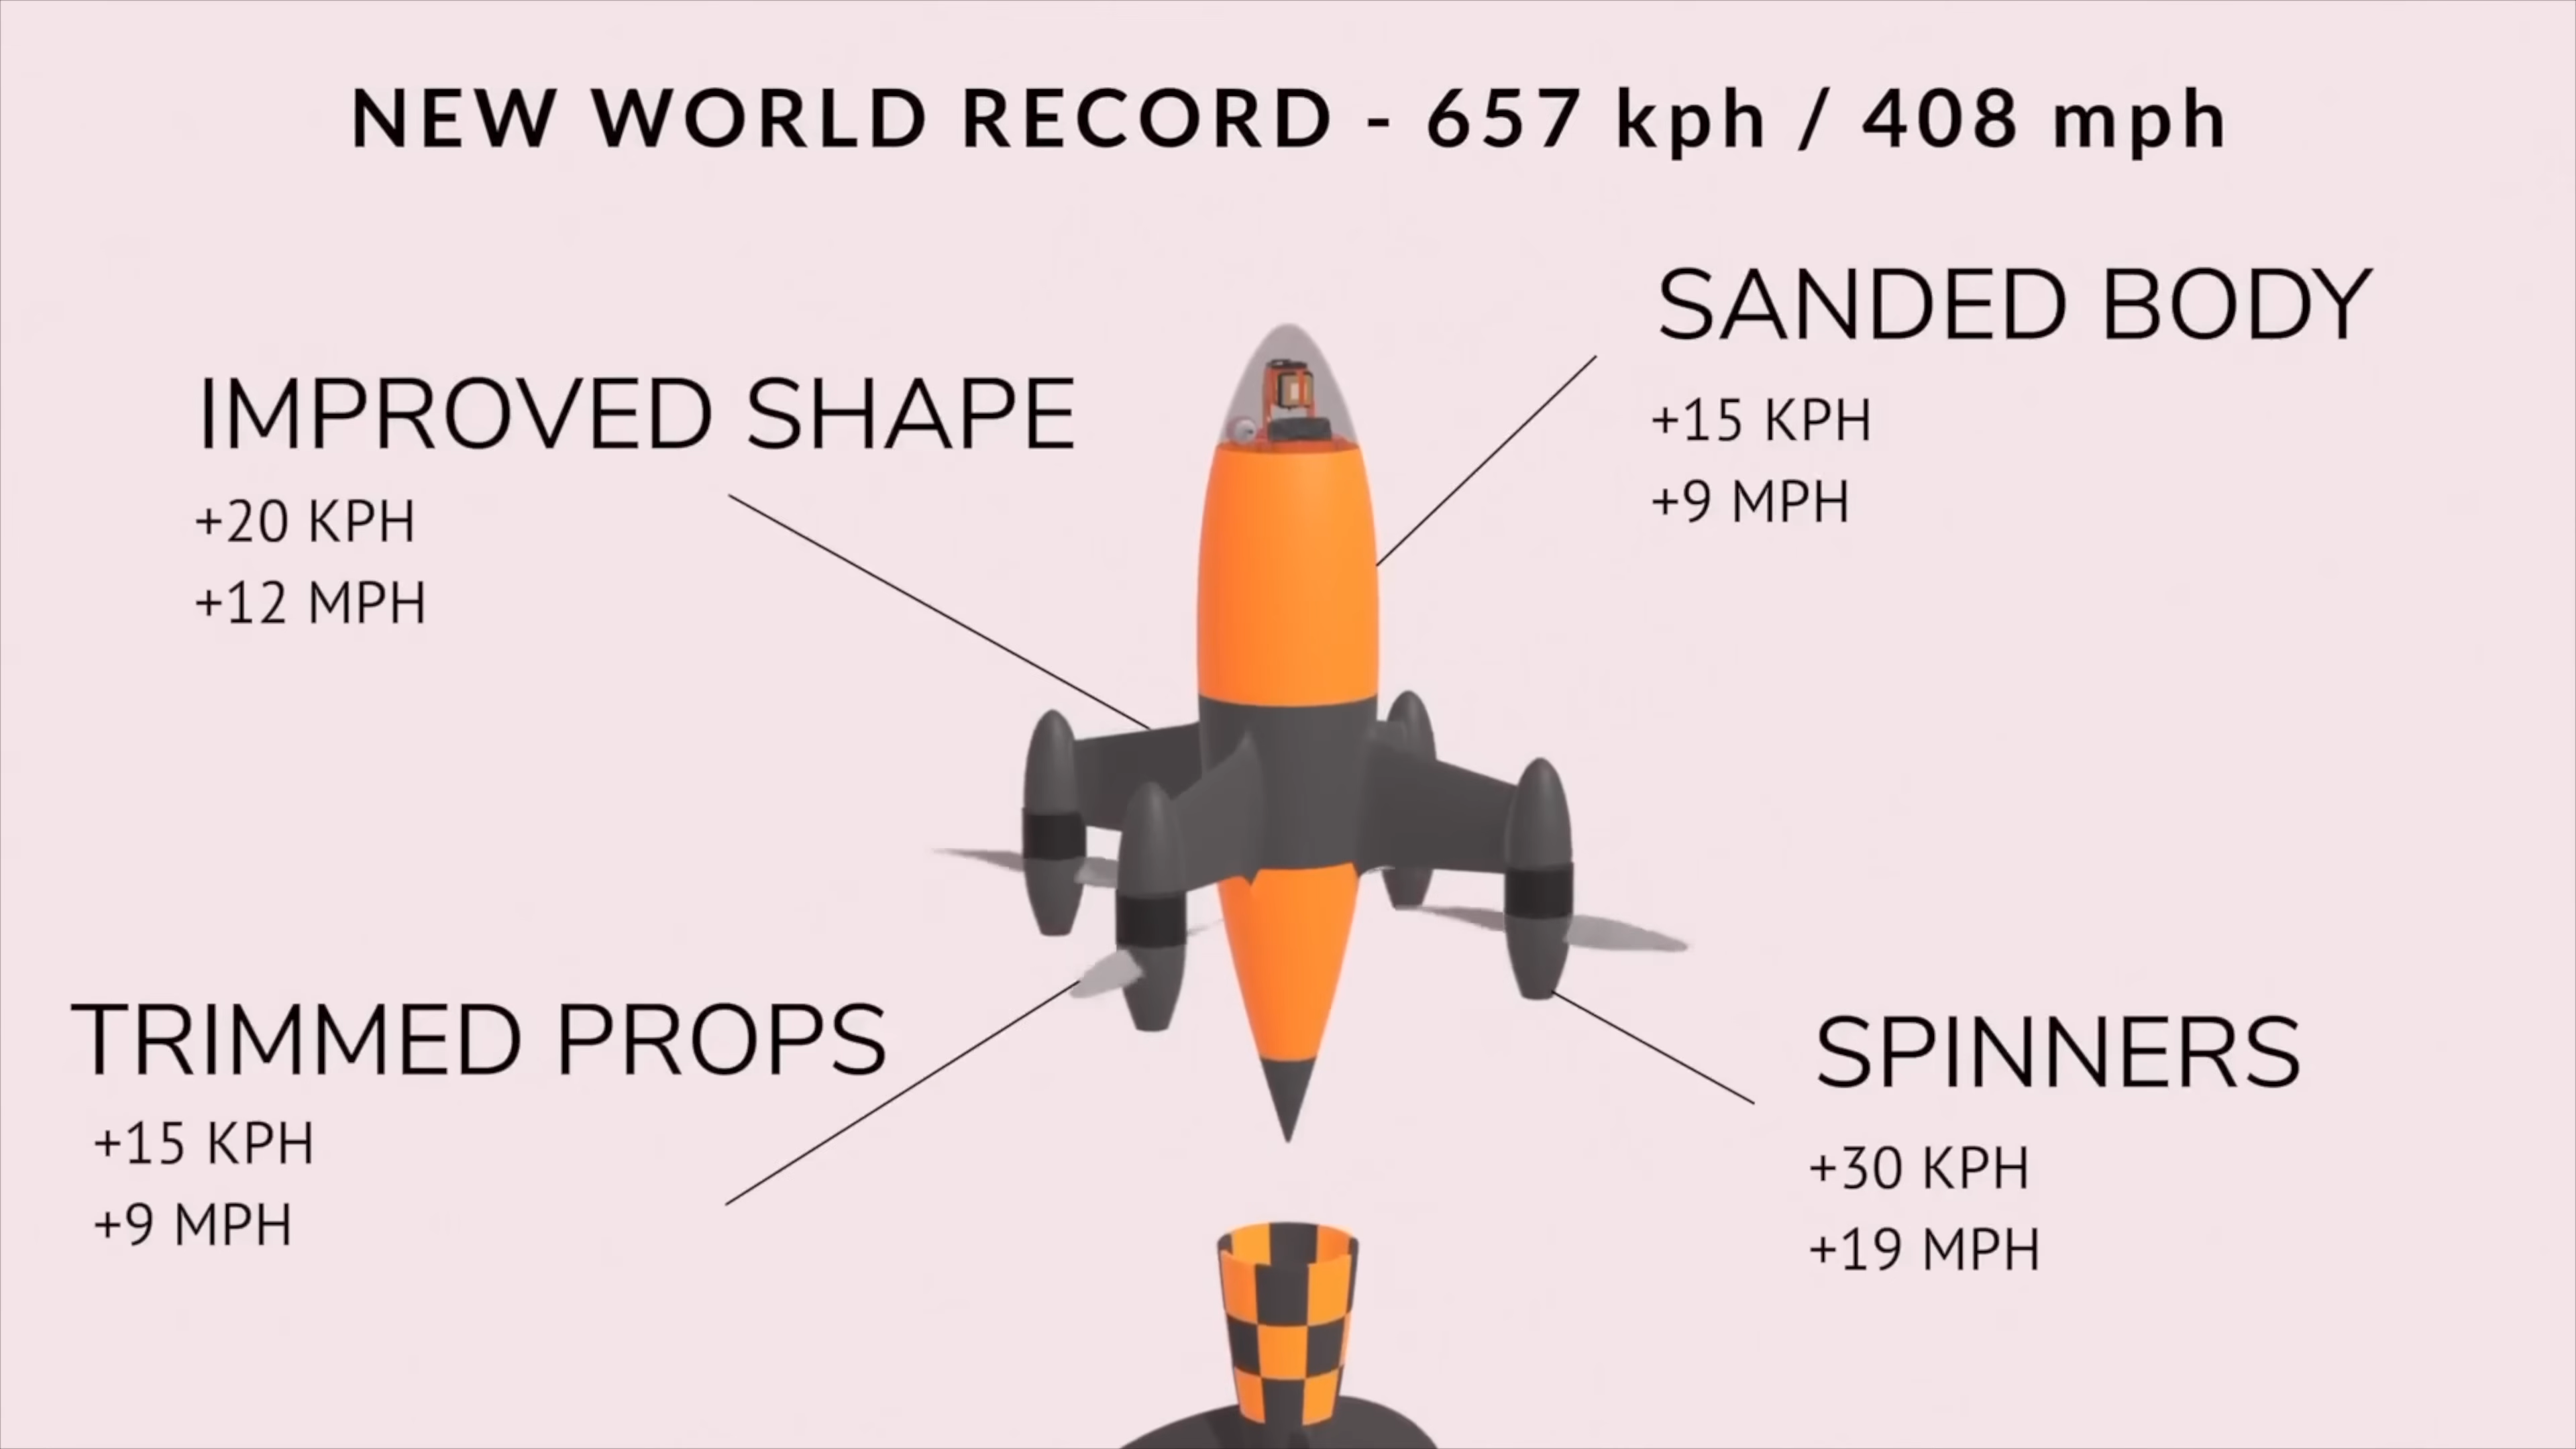 NEW WORLD RECORD - 657 kph / 408 mph
IMPROVED SHAPE
+20 KPH
+12 MPH
SANDED BODY
+15 KPH
+9 MPH
TRIMMED PROPS
+15 KPH
+9 MPH
SPINNERS
+30 KPH
+19 MPH